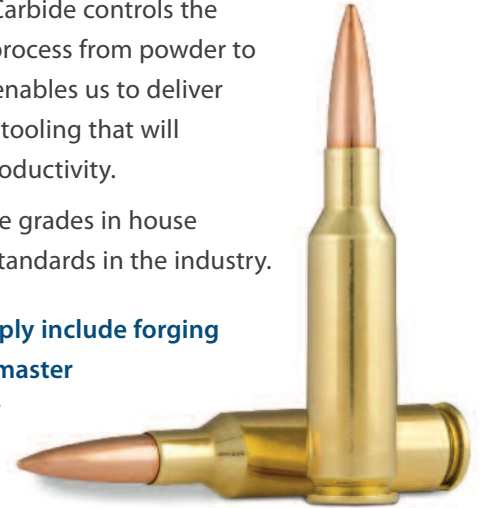 Carbide controls the
process from powder to
enables us to deliver
tooling that will
oductivity.
e grades in house
tandards in the industry.
ply include forging
master